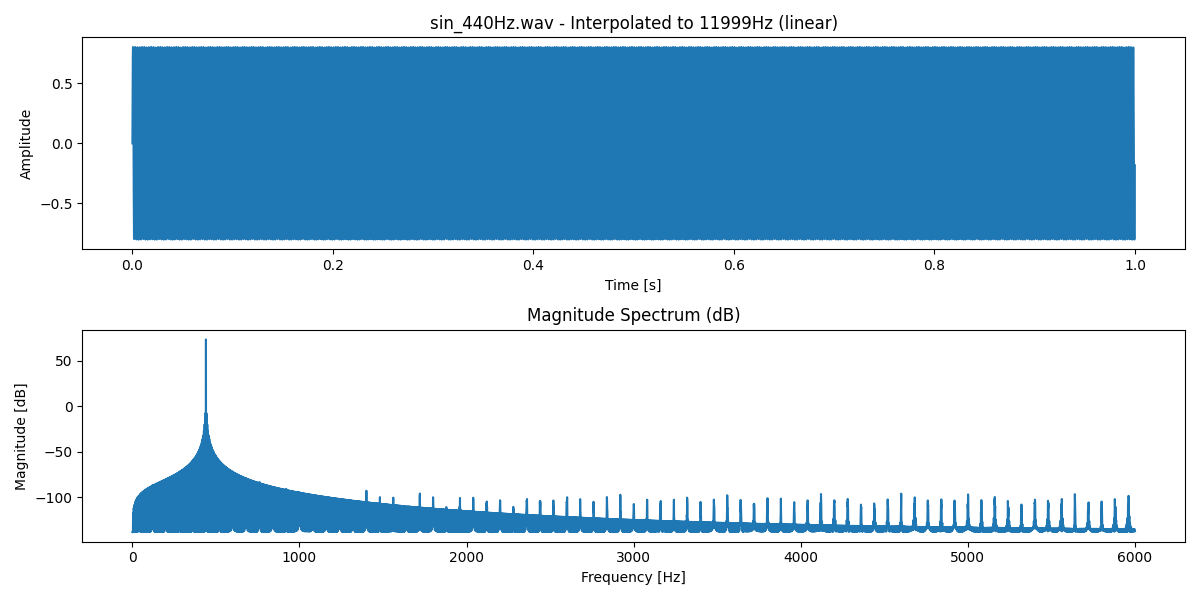 sin_440Hz.wav - Interpolated to 11999Hz (linear)
Amplitude
0.5
0.0
−0.5
0.0 0.2 0.4 0.6 0.8 1.0
Time [s]
Magnitude Spectrum (dB)
Magnitude [dB]
50
0
−50
−100
0 1000 2000 3000 4000 5000 6000
Frequency [Hz]